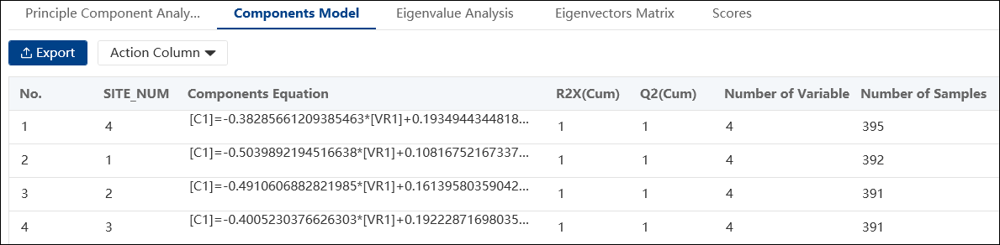 Principle Component Analy... Components Model Eigenvalue Analysis Eigenvectors Matrix Scores
Export Action Column
No. SITE_NUM Components Equation R2X(Cum) Q2(Cum) Number of Variable Number of Samples
1 4 [C1]=-0.38285661209385463*[VR1]+0.1934944344818... 1 1 4 395
2 1 [C1]=-0.5039892194516638*[VR1]+0.10816752167337... 1 1 4 392
3 2 [C1]=-0.4910606882821985*[VR1]+0.16139580359042... 1 1 4 391
4 3 [C1]=-0.4005230376626303*[VR1]+0.19222871698035... 1 1 4 391